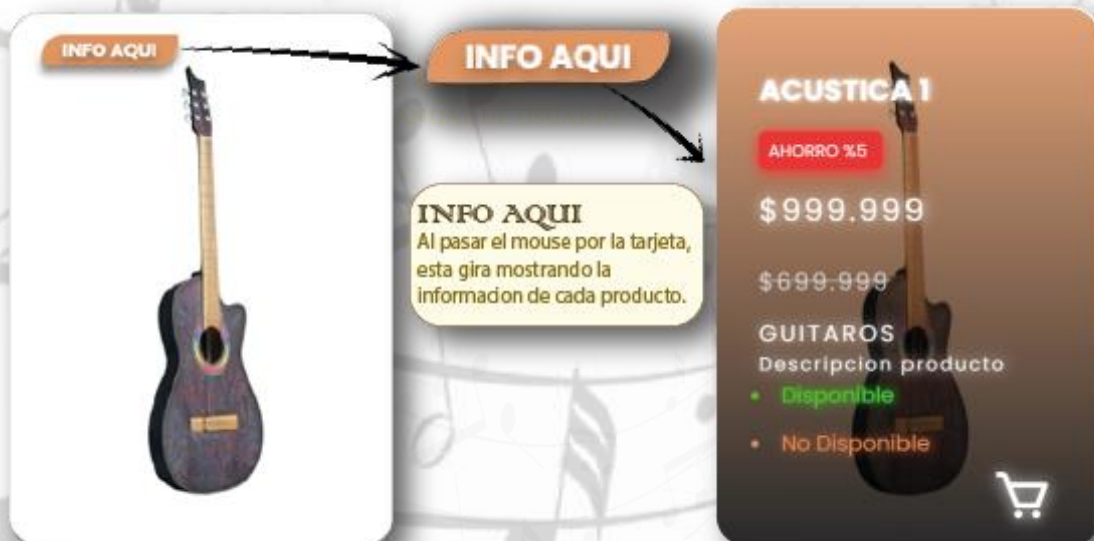 INFO AQUI
INFO AQUI
INFO AQUI
Al pasar el mouse por la tarjeta,
esta gira mostrando la
informacion de cada producto.
ACUSTICA 1
AHORRO %5
$999.999
$699.999
GUITAROS
Descripcion producto
• Disponible
• No Disponible